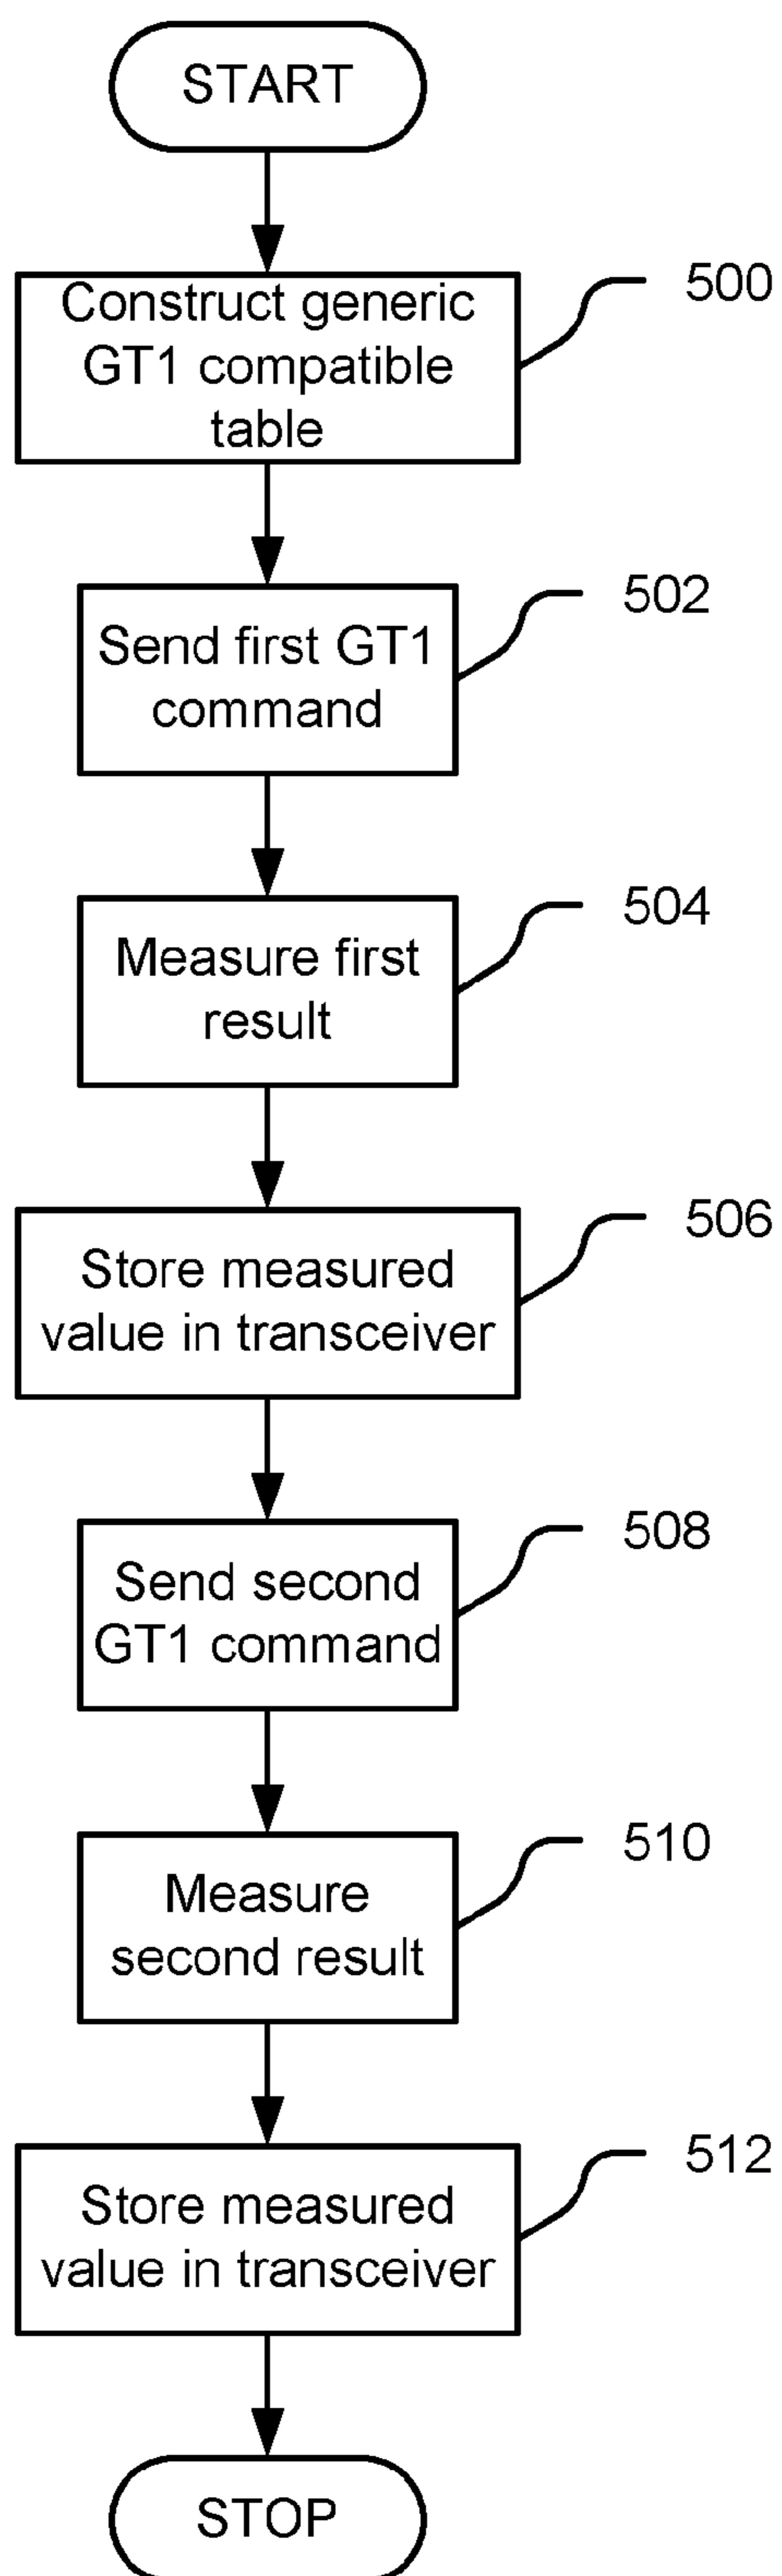 START
Construct generic
GT1 compatible
table
500
Send first GT1
command
502
Measure first
result
504
Store measured
value in transceiver
506
Send second
GT1 command
508
Measure
second result
510
Store measured
value in transceiver
512
STOP